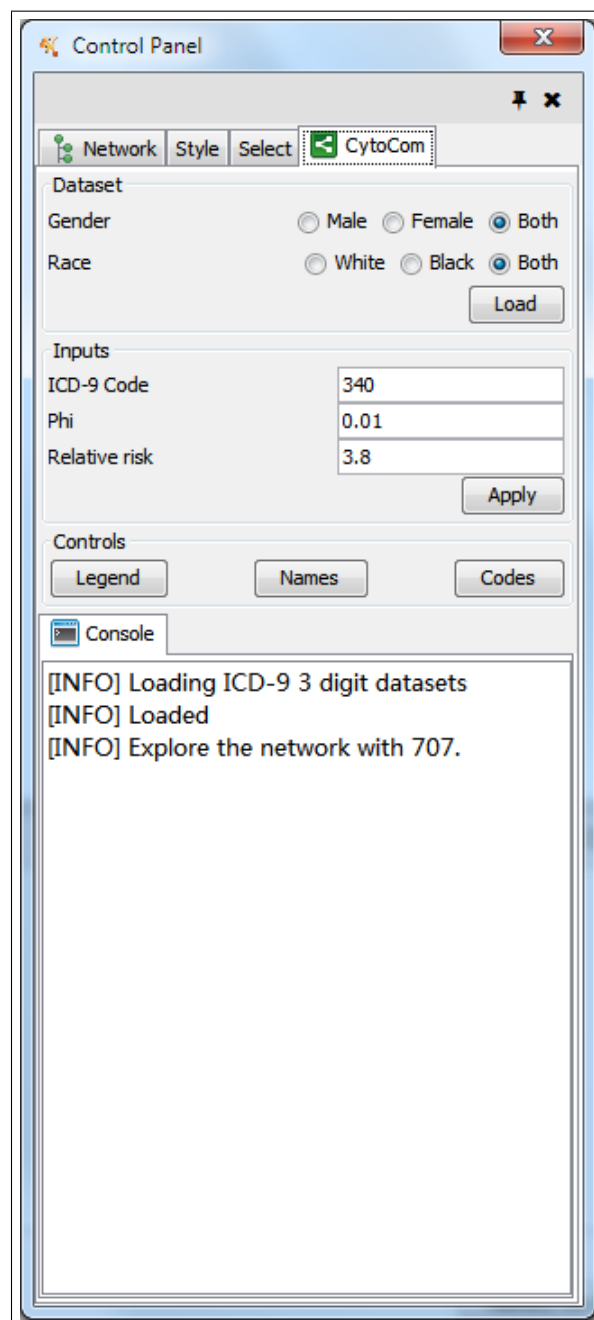 Control Panel
Network Style Select CytoCom
Dataset
Gender Male Female Both
Race White Black Both
Load
Inputs
ICD-9 Code 340
Phi 0.01
Relative risk 3.8
Apply
Controls
Legend Names Codes
Console
[INFO] Loading ICD-9 3 digit datasets
[INFO] Loaded
[INFO] Explore the network with 707.